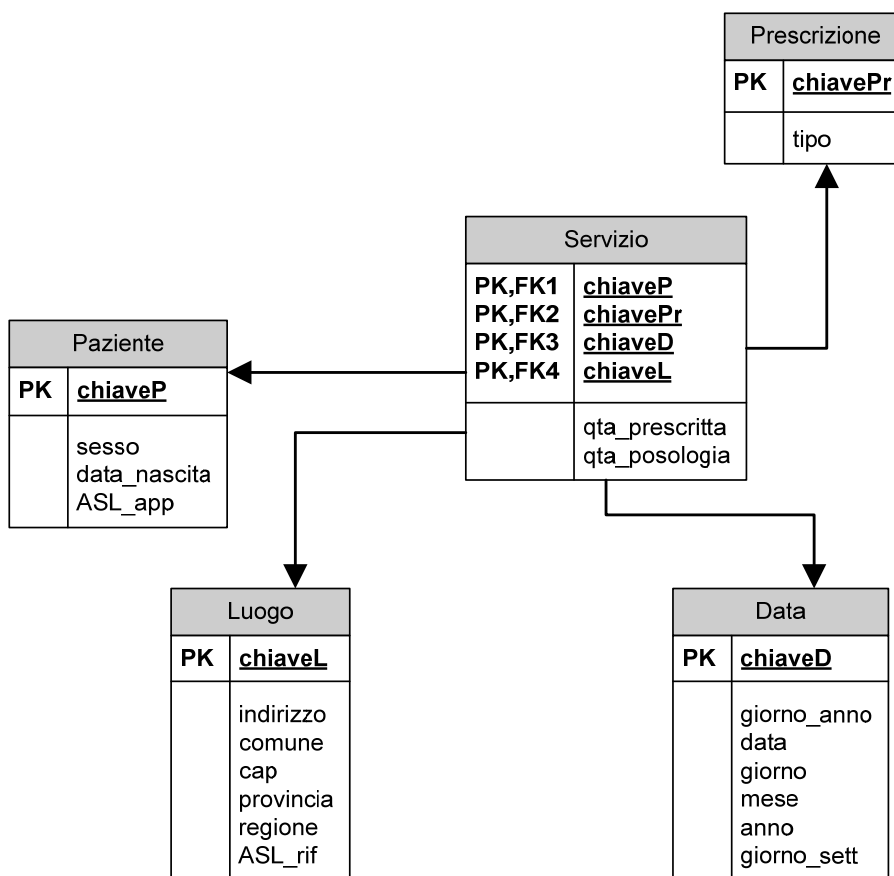 Prescrizione
PK chiavePr
tipo
Servizio
PK,FK1 chiaveP
PK,FK2 chiavePr
PK,FK3 chiaveD
PK,FK4 chiaveL
qta_prescritta
qta_posologia
Paziente
PK chiaveP
sesso
data_nascita
ASL_app
Luogo
PK chiaveL
indirizzo
comune
cap
provincia
regione
ASL_rif
Data
PK chiaveD
giorno_anno
data
giorno
mese
anno
giorno_sett